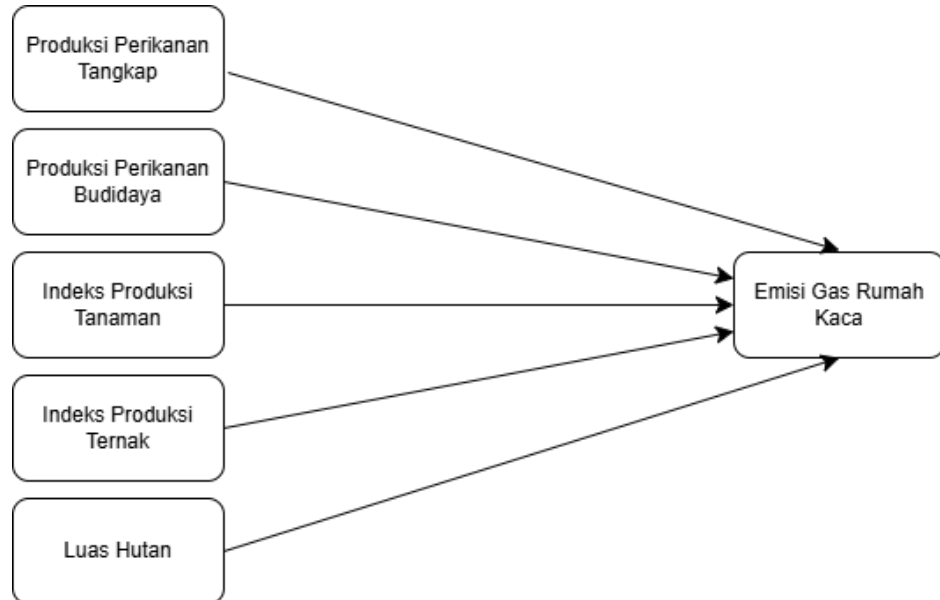 Produksi Perikanan
Tangkap
Produksi Perikanan
Budidaya
Indeks Produksi
Tanaman
Indeks Produksi
Ternak
Luas Hutan
Emisi Gas Rumah
Kaca